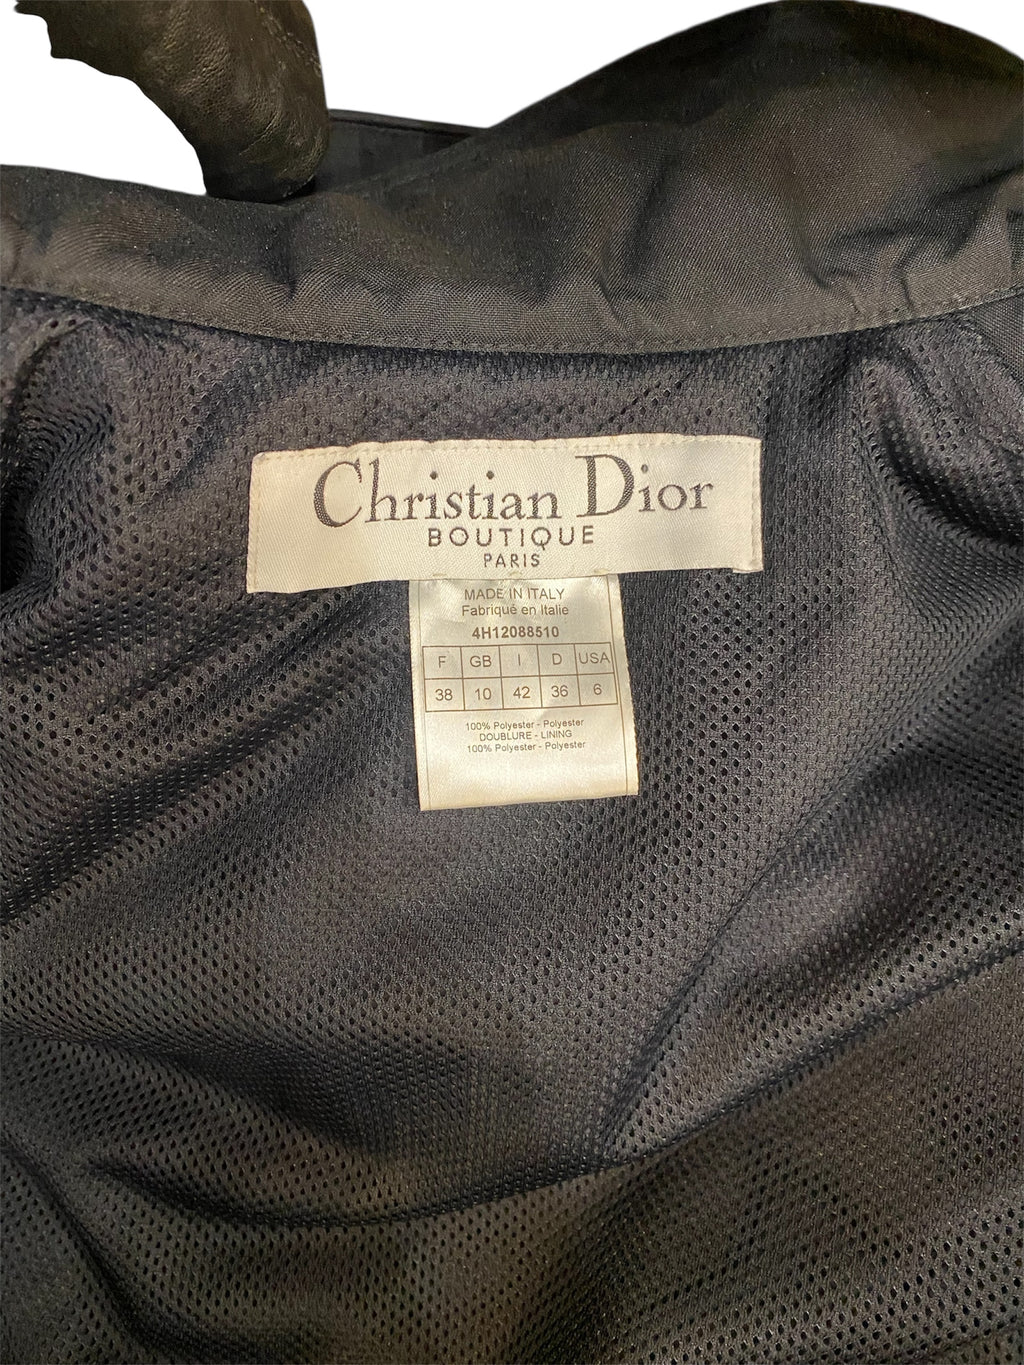 Christian Dior
BOUTIQUE
PARIS
MADE IN ITALY
Fabriqué en Italie
4H12088510
F GB I D USA
38 10 42 36 6
100% Polyester - Polyester
DOUBLURE - LINING
100% Polyester - Polyester